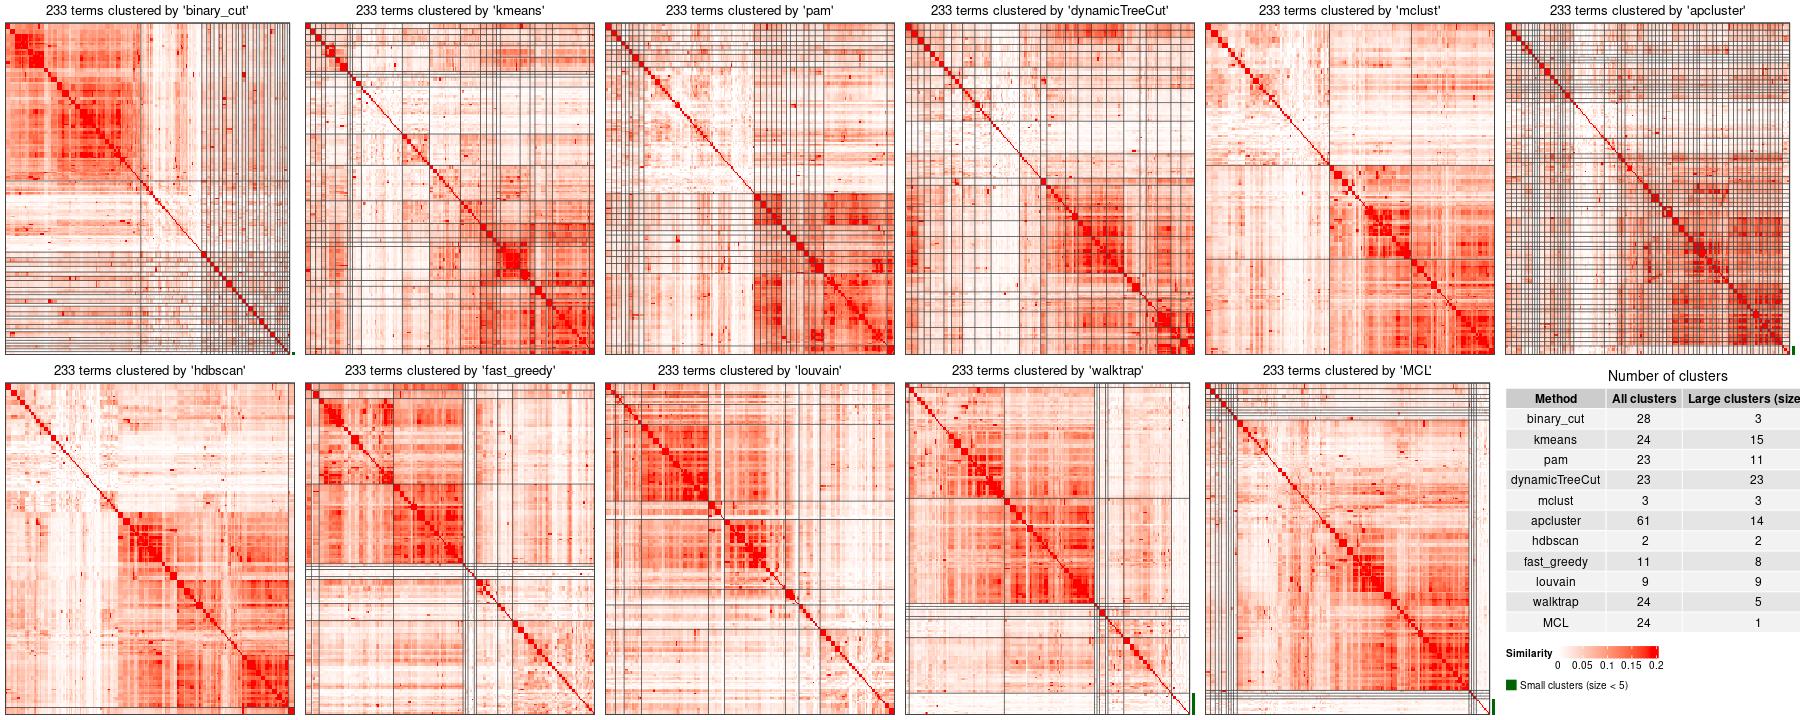 233 terms clustered by 'binary_cut'
233 terms clustered by 'kmeans'
233 terms clustered by 'pam'
233 terms clustered by 'dynamicTreeCut'
233 terms clustered by 'mclust'
233 terms clustered by 'apcluster'
233 terms clustered by 'hdbscan'
233 terms clustered by 'fast_greedy'
233 terms clustered by 'louvain'
233 terms clustered by 'walktrap'
233 terms clustered by 'MCL'
Number of clusters
Method All clusters Large clusters (size
binary_cut 28 3
kmeans 24 15
pam 23 11
dynamicTreeCut 23 23
mclust 3 3
apcluster 61 14
hdbscan 2 2
fast_greedy 11 8
louvain 9 9
walktrap 24 5
MCL 24 1
Similarity
0 0.05 0.1 0.15 0.2
Small clusters (size < 5)